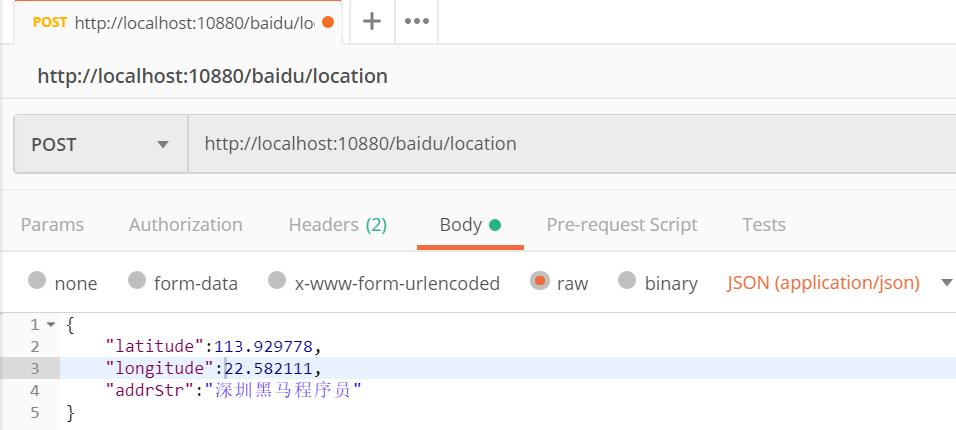 POST http://localhost:10880/baidu/lo
http://localhost:10880/baidu/location
POST http://localhost:10880/baidu/location
Params Authorization Headers (2) Body Pre-request Script Tests
none form-data x-www-form-urlencoded raw binary JSON (application/json)
1 {
2 "latitude":113.929778,
3 "longitude":22.582111,
4 "addrStr":"深圳黑马程序员"
5 }